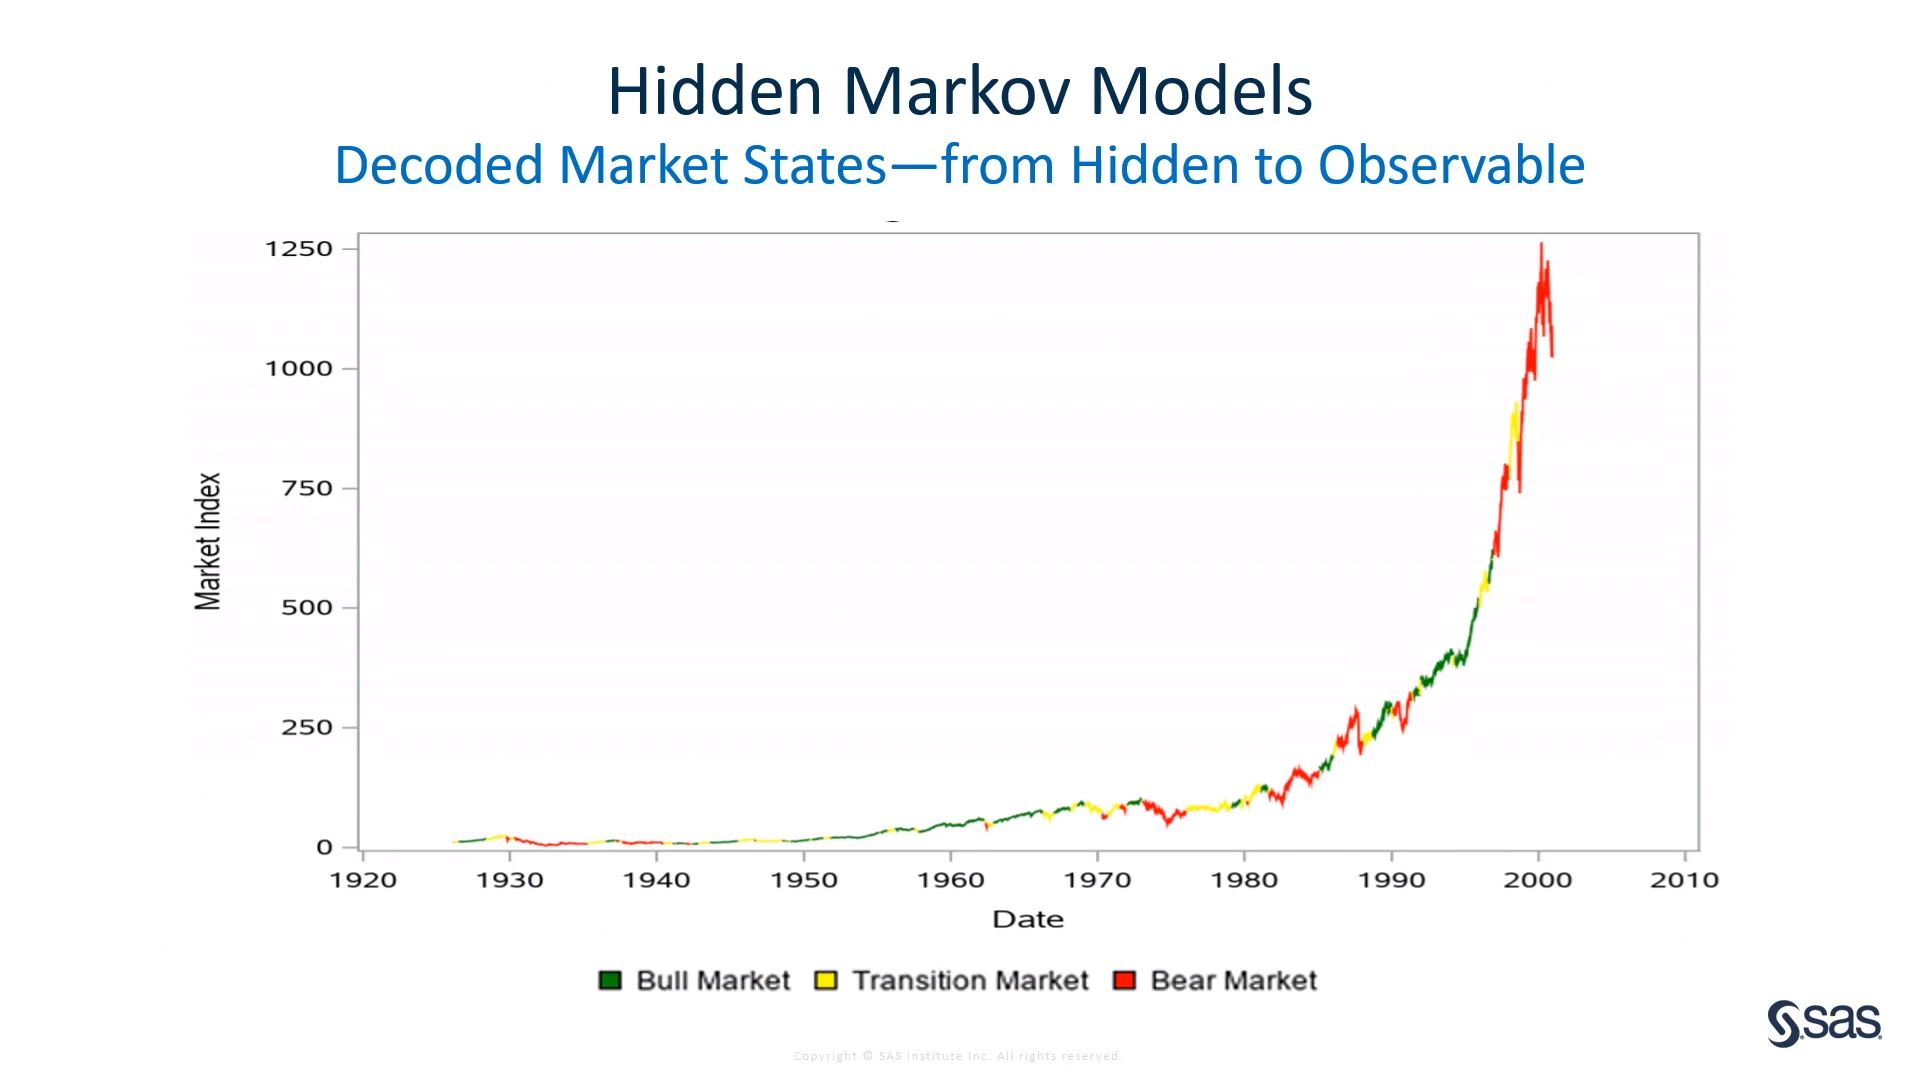 Hidden Markov Models
Decoded Market States—from Hidden to Observable
1250
1000
750
500
250
0
Market Index
1920 1930 1940 1950 1960 1970 1980 1990 2000 2010
Date
Bull Market Transition Market Bear Market
sas
Copyright © SAS Institute Inc. All rights reserved.